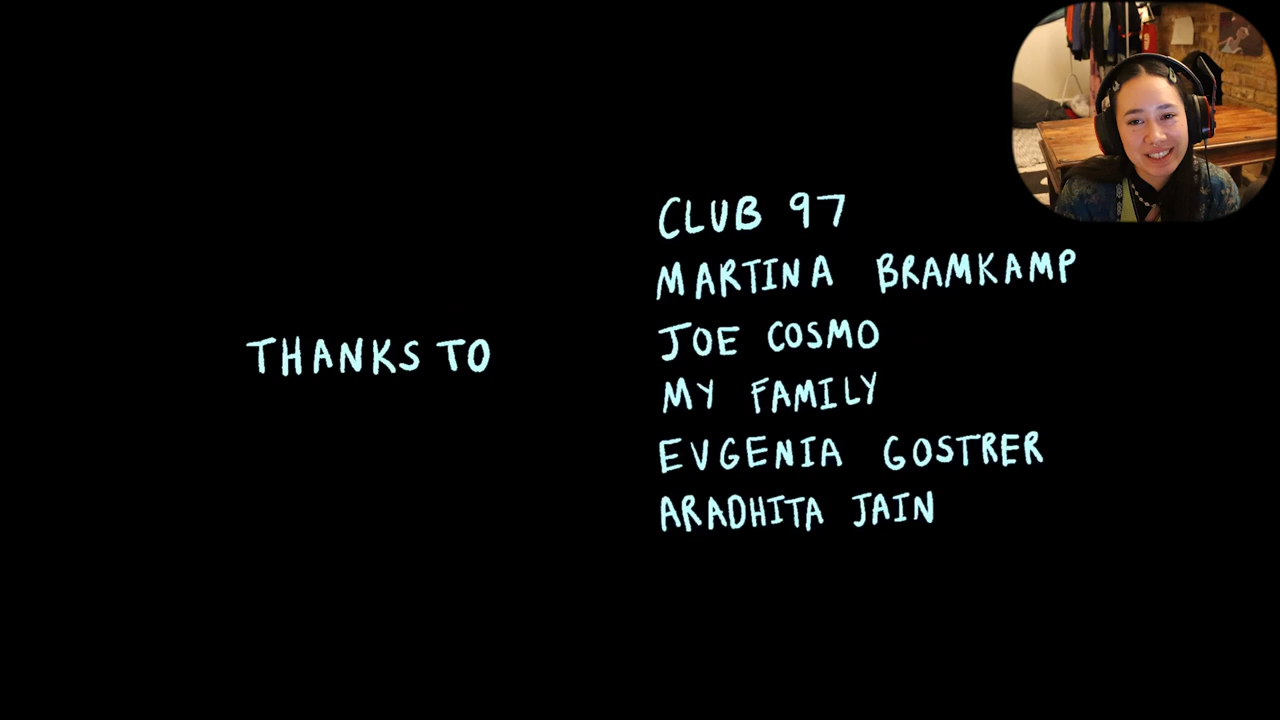 THANKS TO
CLUB 97
MARTINA BRAMKAMP
JOE COSMO
MY FAMILY
EVGENIA GOSTRER
ARADHITA JAIN